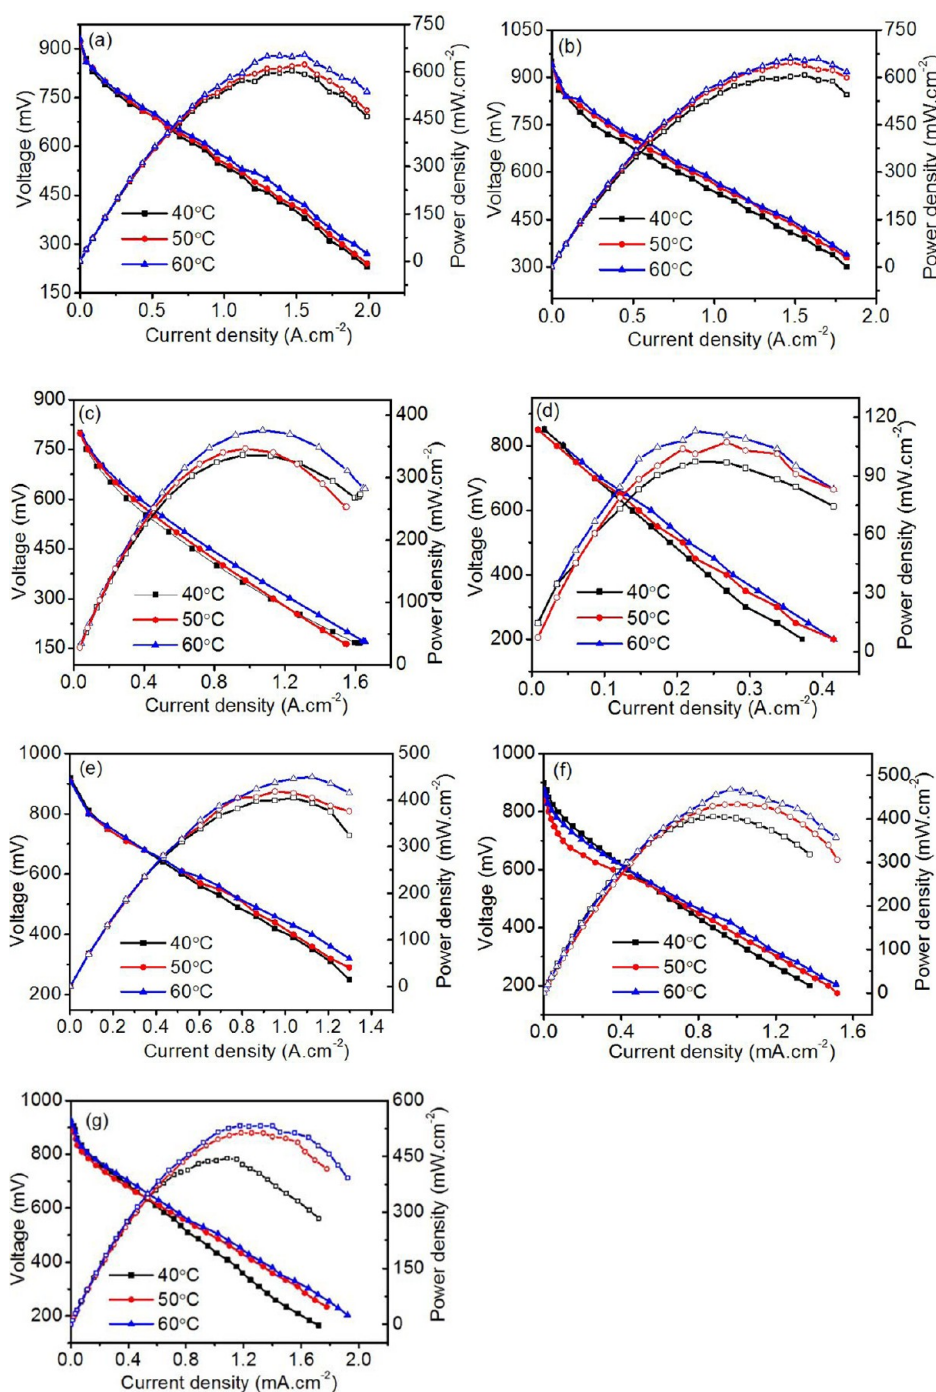 (a)
900
750
600
450
300
150
Voltage (mV)
40°C
50°C
60°C
0.0 0.5 1.0 1.5 2.0
Current density (A.cm-2)
750
600
450
300
150
0
Power density (mW.cm-2)
(b)
1050
900
750
600
450
300
Voltage (mV)
40°C
50°C
60°C
0.0 0.5 1.0 1.5 2.0
Current density (A.cm-2)
750
600
450
300
150
0
Power density (mW.cm-2)
(c)
900
750
600
450
300
150
Voltage (mV)
40°C
50°C
60°C
0.0 0.4 0.8 1.2 1.6
Current density (A.cm-2)
400
300
200
100
0
Power density (mW.cm-2)
(d)
800
600
400
200
Voltage (mV)
40°C
50°C
60°C
0.0 0.1 0.2 0.3 0.4
Current density (A.cm-2)
120
90
60
30
0
Power density (mW.cm-2)
(e)
1000
800
600
400
200
Voltage (mV)
40°C
50°C
60°C
0.0 0.2 0.4 0.6 0.8 1.0 1.2 1.4
Current density (A.cm-2)
500
400
300
200
100
0
Power density (mW.cm-2)
(f)
1000
800
600
400
200
Voltage (mV)
40°C
50°C
60°C
0.0 0.4 0.8 1.2 1.6
Current density (mA.cm-2)
500
400
300
200
100
0
Power density (mW.cm-2)
(g)
1000
800
600
400
200
Voltage (mV)
40°C
50°C
60°C
0.0 0.4 0.8 1.2 1.6 2.0
Current density (mA.cm-2)
600
450
300
150
0
Power density (mW.cm-2)